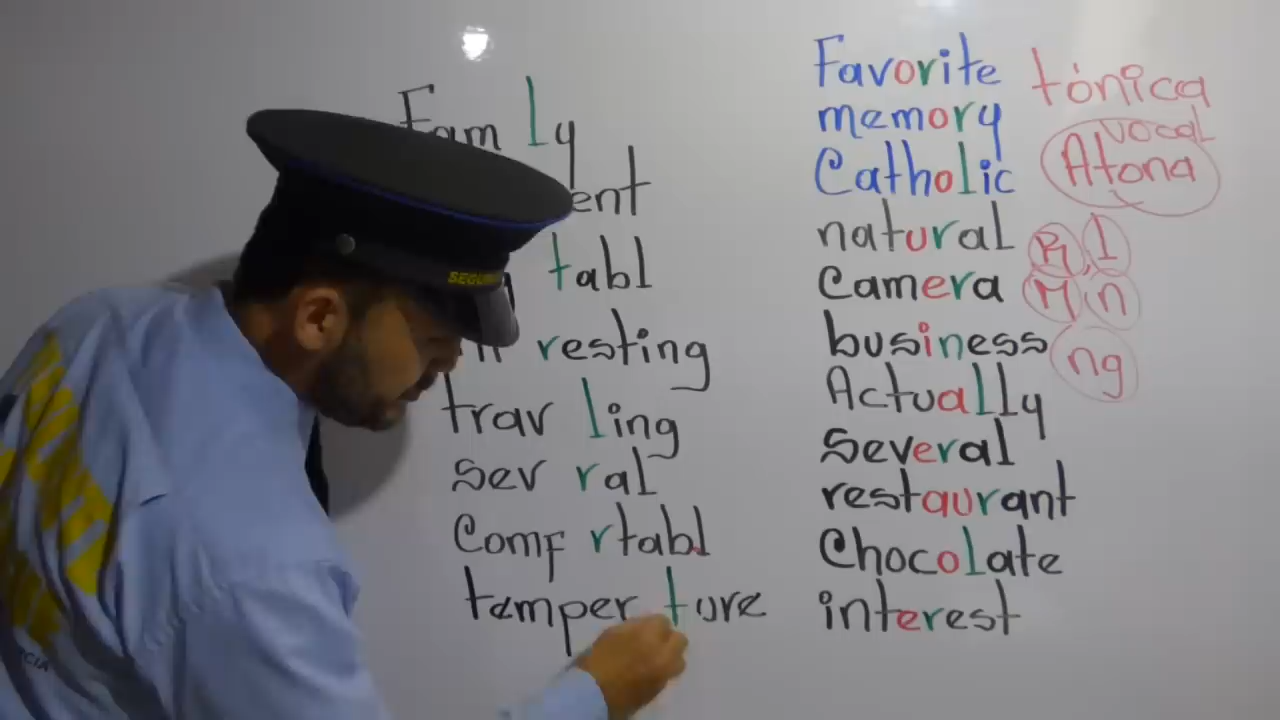 Fam ly
ent
tabl
resting
trav ling
sev ral
Comf rtabl
temper ture
Favorite
memory
Catholic
natural
Camera
business
Actually
several
restaurant
Chocolate
interest
tónica
vocal
Atona
R, l
M, n
ng